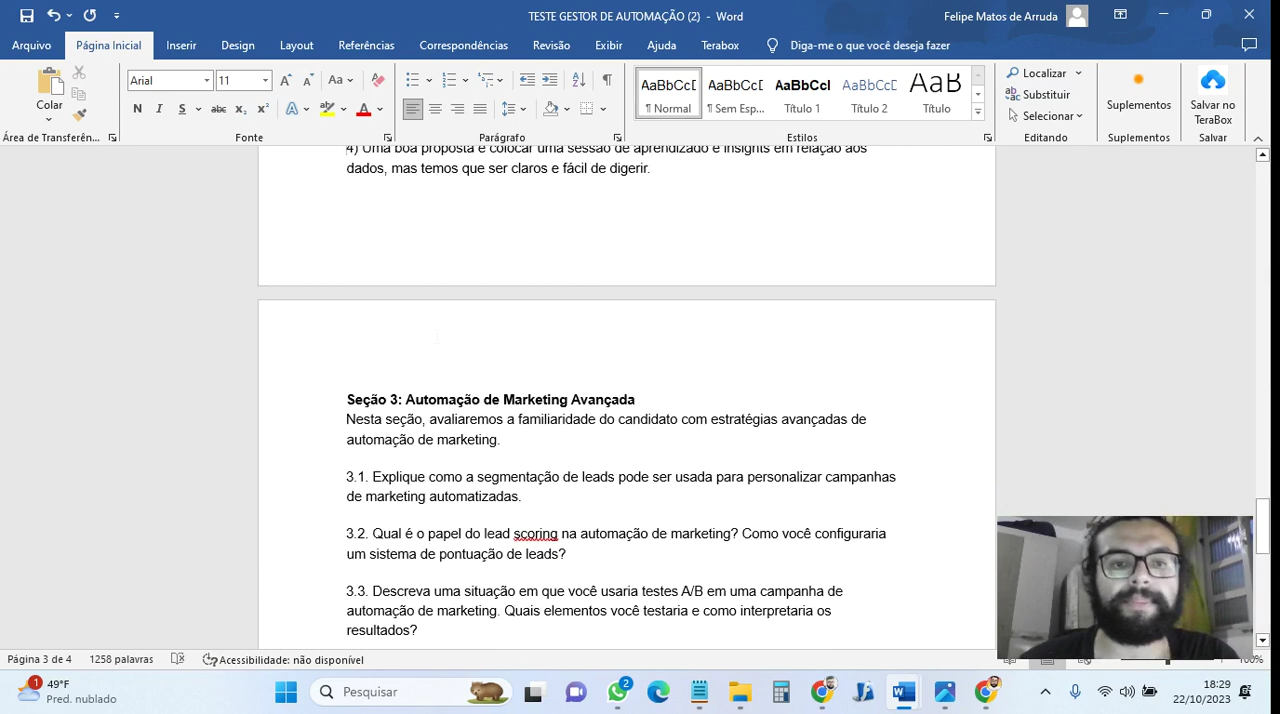 TESTE GESTOR DE AUTOMAÇÃO (2) - Word
Felipe Matos de Arruda
Arquivo Página Inicial Inserir Design Layout Referências Correspondências Revisão Exibir Ajuda Terabox Diga-me o que você deseja fazer
Colar
Arial 11
Aa
N I S abc x₂ x² A A
AaBbCcD AaBbCcD AaBbCcI AaBbCcD AaB
¶ Normal ¶ Sem Esp... Título 1 Título 2 Título
Localizar
Substituir
Selecionar
Suplementos
Salvar no
TeraBox
Área de Transferên... Fonte Parágrafo Estilos Editando Suplementos Salvar
4) Uma boa proposta é colocar uma sessão de aprendizado e insights em relação aos
dados, mas temos que ser claros e fácil de digerir.
Seção 3: Automação de Marketing Avançada
Nesta seção, avaliaremos a familiaridade do candidato com estratégias avançadas de
automação de marketing.
3.1. Explique como a segmentação de leads pode ser usada para personalizar campanhas
de marketing automatizadas.
3.2. Qual é o papel do lead scoring na automação de marketing? Como você configuraria
um sistema de pontuação de leads?
3.3. Descreva uma situação em que você usaria testes A/B em uma campanha de
automação de marketing. Quais elementos você testaria e como interpretaria os
resultados?
Página 3 de 4 1258 palavras Acessibilidade: não disponível 100%
1 49°F
Pred. nublado
Pesquisar
2
18:29
22/10/2023